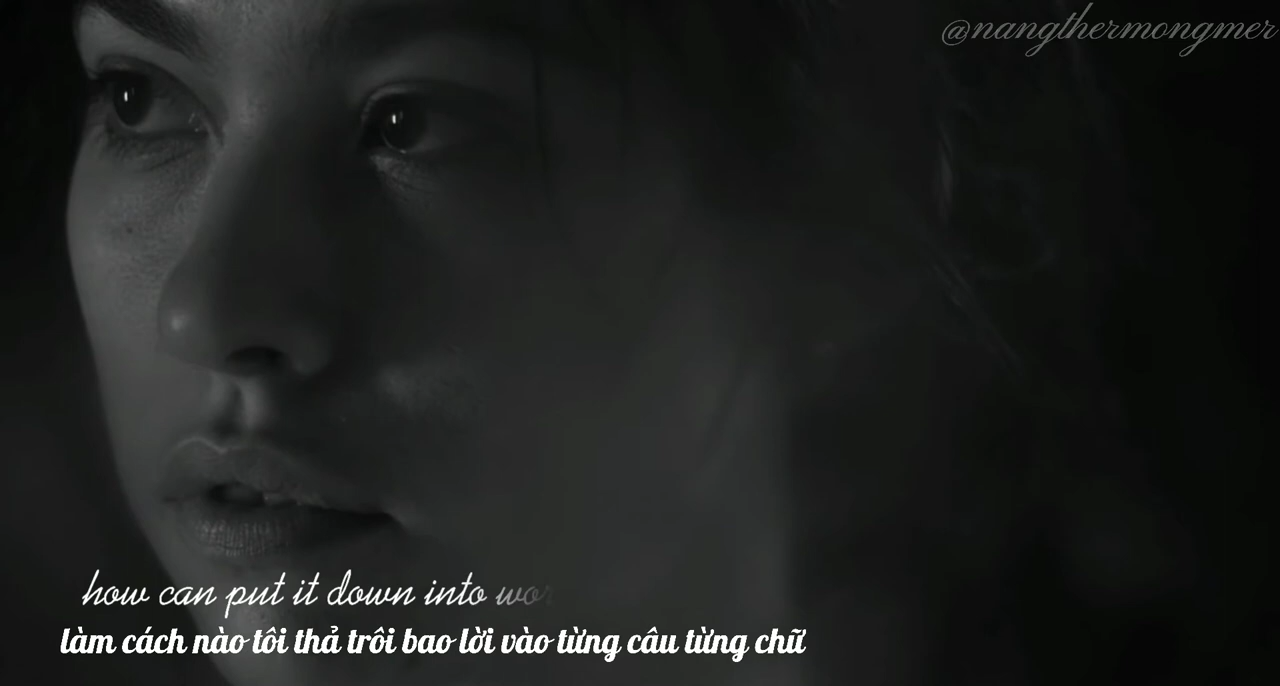 @nangthermongmer
how can put it down into
làm cách nào tôi thả trôi bao lời vào từng câu từng chữ